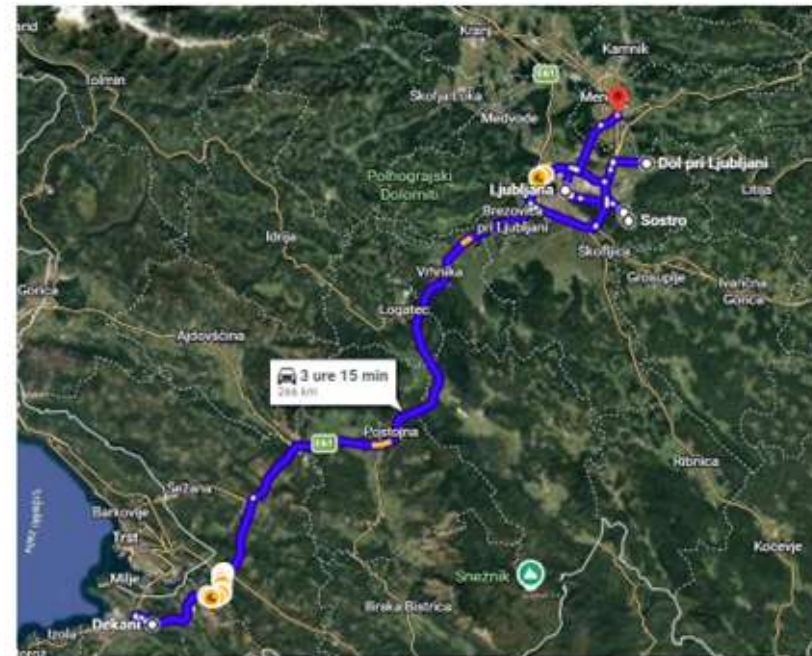 Kranj
Kamnik
Tolmin
E61
Škofja Loka
Medvode
Polhograjski
Dolomiti
Dol pri Ljubljani
Ljubljana
Litija
Sostro
Brezovica
pri Ljubljani
Idrija
Škofljica
Vrhnika
Grosuplje
Ivančna
Gorica
Gorica
Logatec
Ajdovščina
3 ure 15 min
266 km
Postojna
E61
Ribnica
Sežana
Barkovlje
Trst
Kočevje
Milje
Snežnik
Ilirska Bistrica
Dekani
Izola